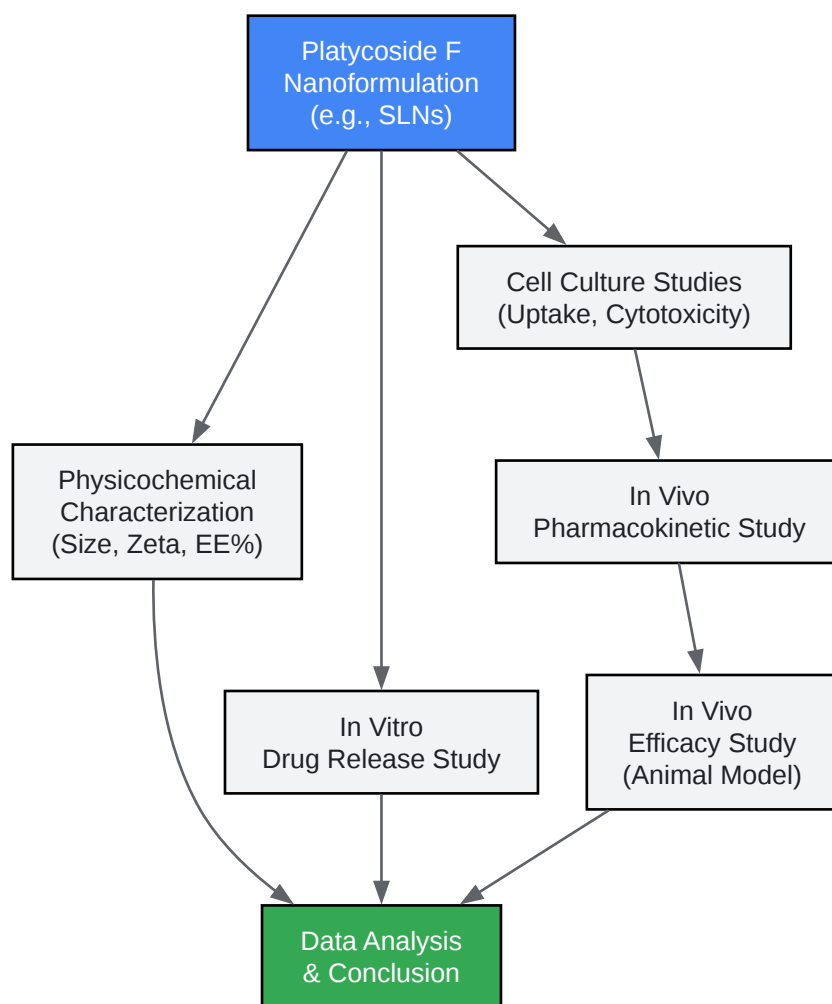 Platycoside F
Nanoformulation
(e.g., SLNs)
Cell Culture Studies
(Uptake, Cytotoxicity)
Physicochemical
Characterization
(Size, Zeta, EE%)
In Vivo
Pharmacokinetic Study
In Vitro
Drug Release Study
In Vivo
Efficacy Study
(Animal Model)
Data Analysis
& Conclusion